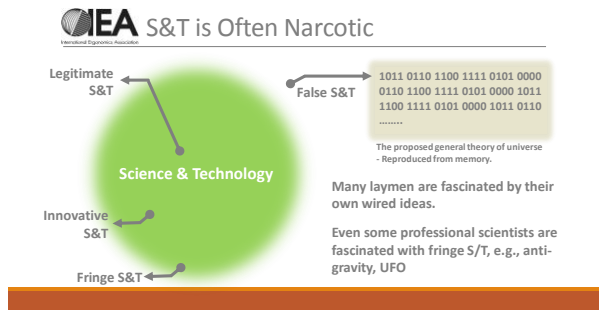 IEA S&T is Often Narcotic
International Ergonomics Association
Legitimate
S&T
False S&T
1011 0110 1100 1111 0101 0000
0110 1100 1111 0101 0000 1011
1100 1111 0101 0000 1011 0110
……..
The proposed general theory of universe
- Reproduced from memory.
Science & Technology
Many laymen are fascinated by their
own wired ideas.
Innovative
S&T
Even some professional scientists are
fascinated with fringe S/T, e.g., anti-
gravity, UFO
Fringe S&T